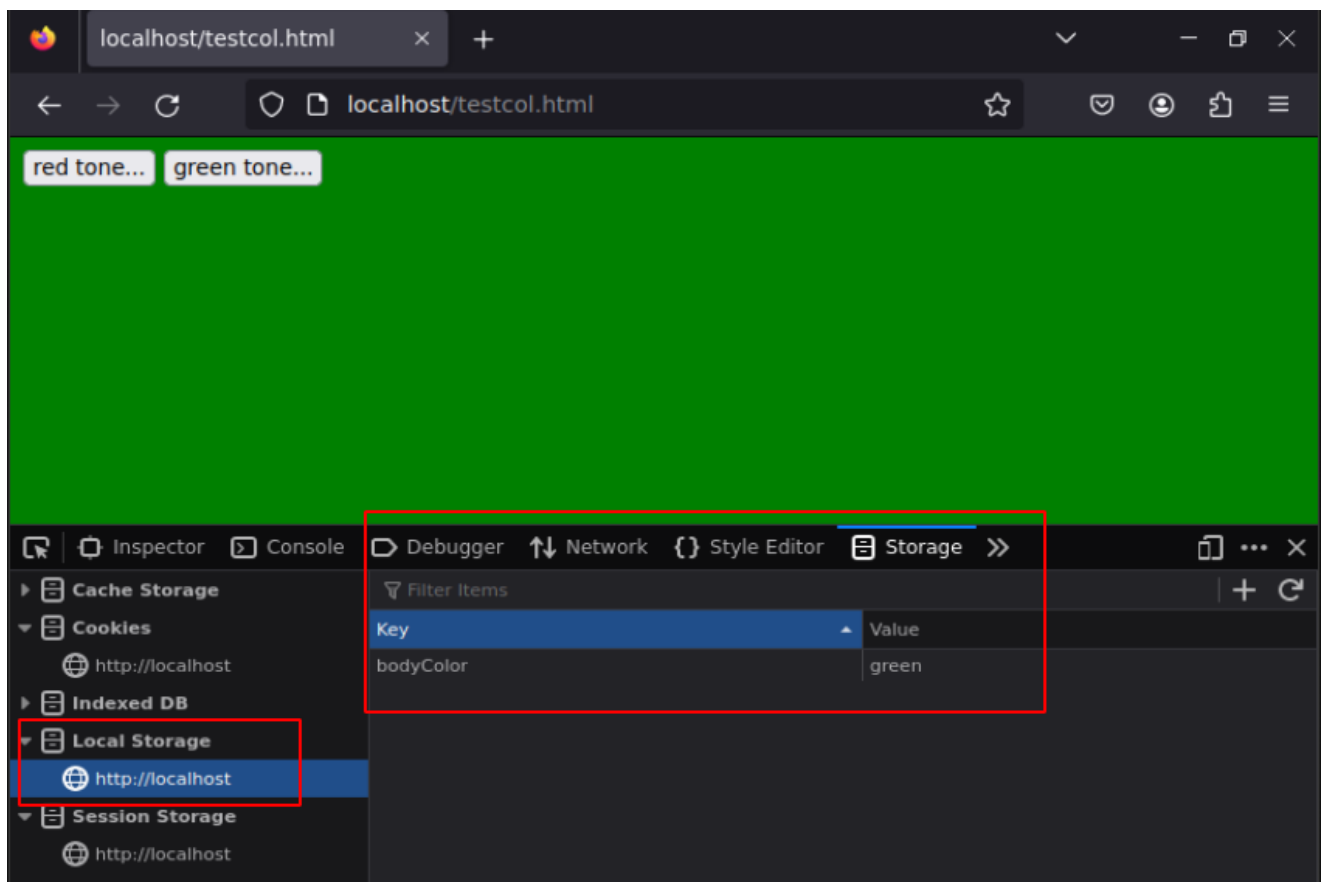 localhost/testcol.html
localhost/testcol.html
red tone... green tone...
Inspector Console Debugger Network Style Editor Storage
Cache Storage
Filter Items
Cookies
Key Value
http://localhost
bodyColor green
Indexed DB
Local Storage
http://localhost
Session Storage
http://localhost